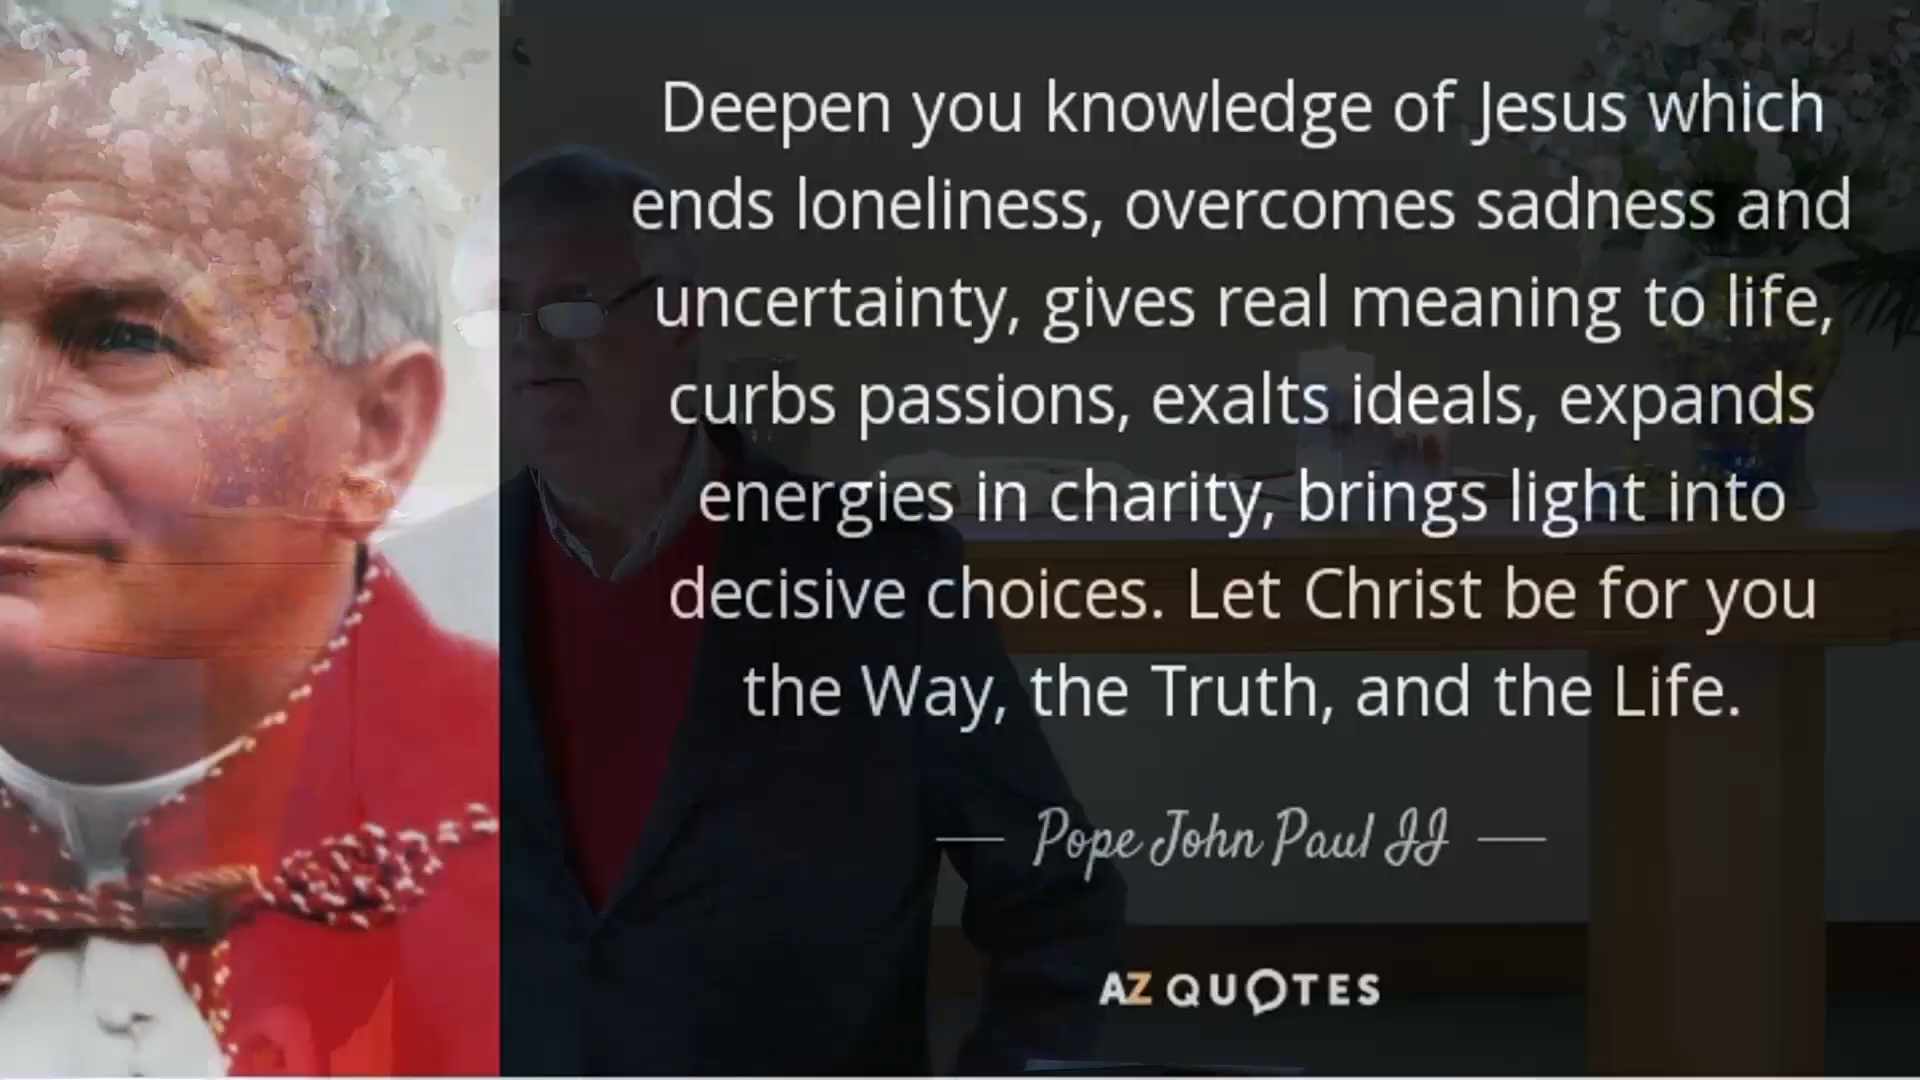 Deepen you knowledge of Jesus which
ends loneliness, overcomes sadness and
uncertainty, gives real meaning to life,
curbs passions, exalts ideals, expands
energies in charity, brings light into
decisive choices. Let Christ be for you
the Way, the Truth, and the Life.
— Pope John Paul II —
AZ QUOTES